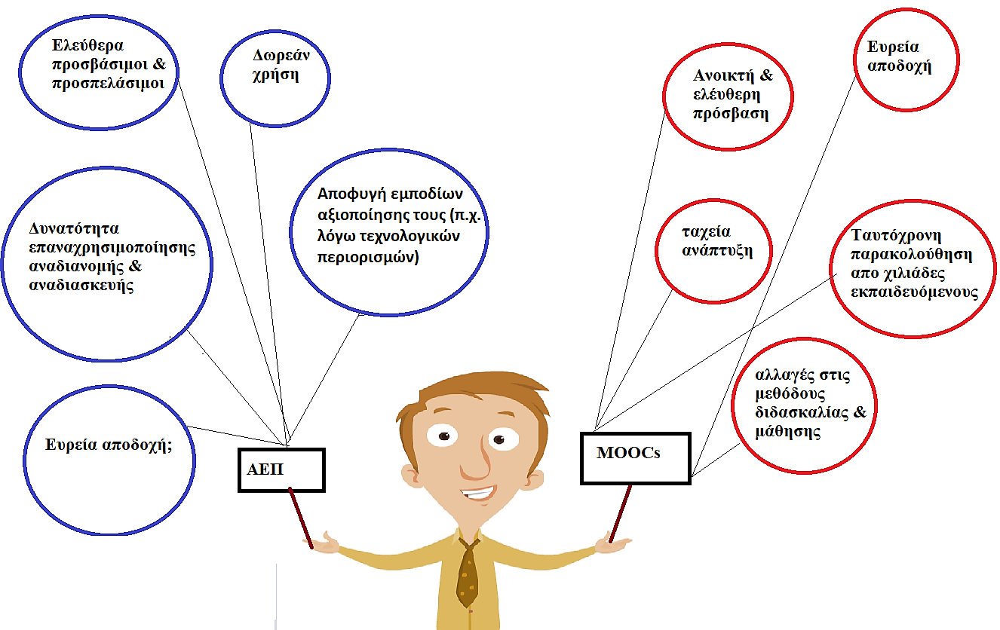 Ελεύθερα
προσβάσιμοι &
προσπελάσιμοι
Δωρεάν
χρήση
Δυνατότητα
επαναχρησιμοποίησης
αναδιανομής &
αναδιασκευής
Αποφυγή εμποδίων
αξιοποίησης τους (π.χ.
λόγω τεχνολογικών
περιορισμών)
Ευρεία αποδοχή;
ΑΕΠ
Ανοικτή &
ελέυθερη
πρόσβαση
Ευρεία
αποδοχή
ταχεία
ανάπτυξη
Ταυτόχρονη
παρακολούθηση
απο χιλιάδες
εκπαιδευόμενους
αλλαγές στις
μεθόδους
διδασκαλίας &
μάθησης
MOOCs